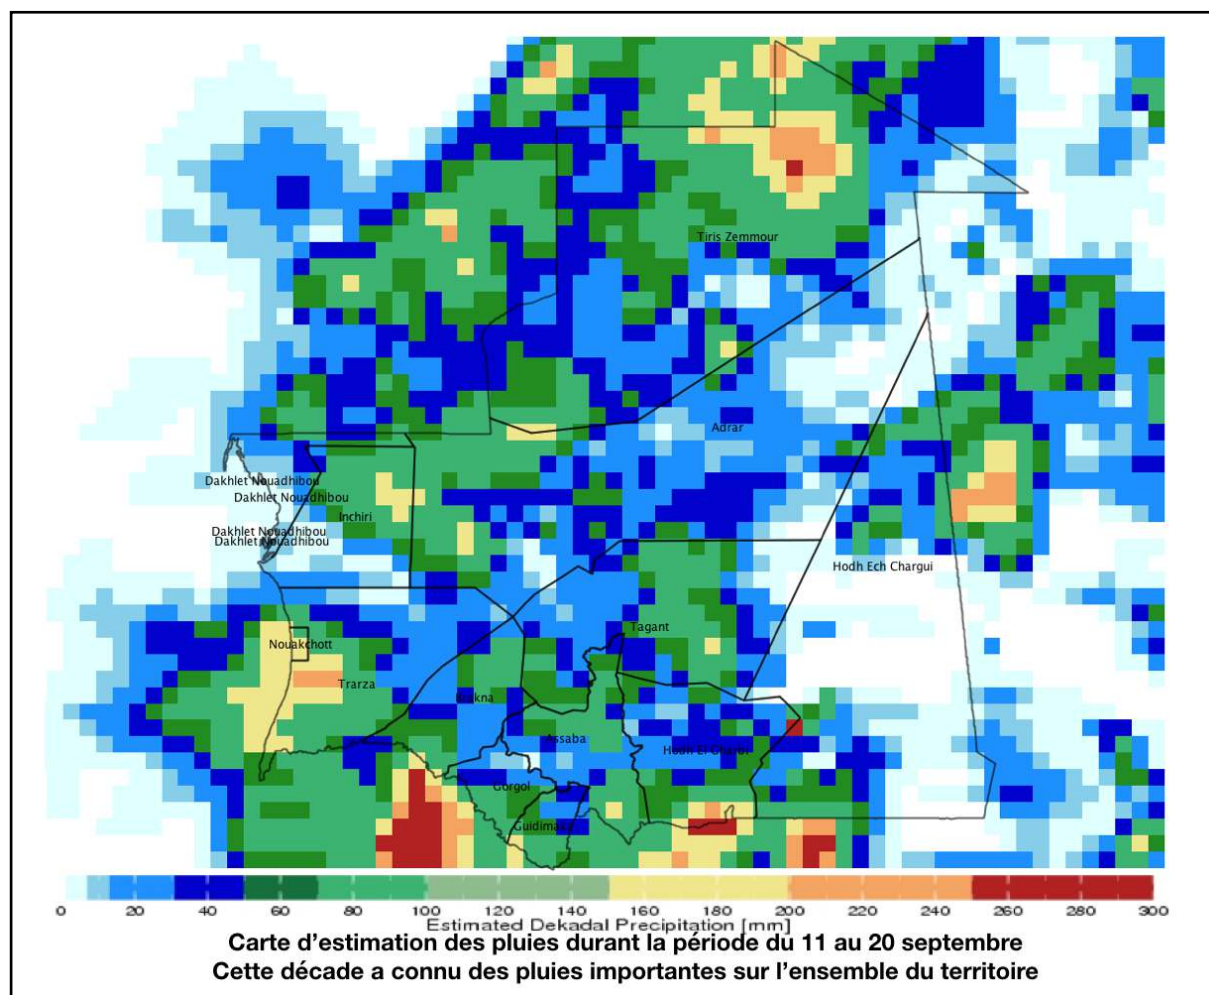 Tiris Zemmour
Adrar
Dakhlet Nouadhibou
Dakhlet Nouadhibou
Inchiri
Dakhlet Nouadhibou
Dakhlet Nouadhibou
Hodh Ech Chargui
Tagant
Nouakchott
Trarza
Brakna
Assaba
Hodh El Gharbi
Gorgol
Guidimaka
0 20 40 60 80 100 120 140 160 180 200 220 240 260 280 300
Estimated Dekadal Precipitation [mm]
Carte d’estimation des pluies durant la période du 11 au 20 septembre
Cette décade a connu des pluies importantes sur l’ensemble du territoire